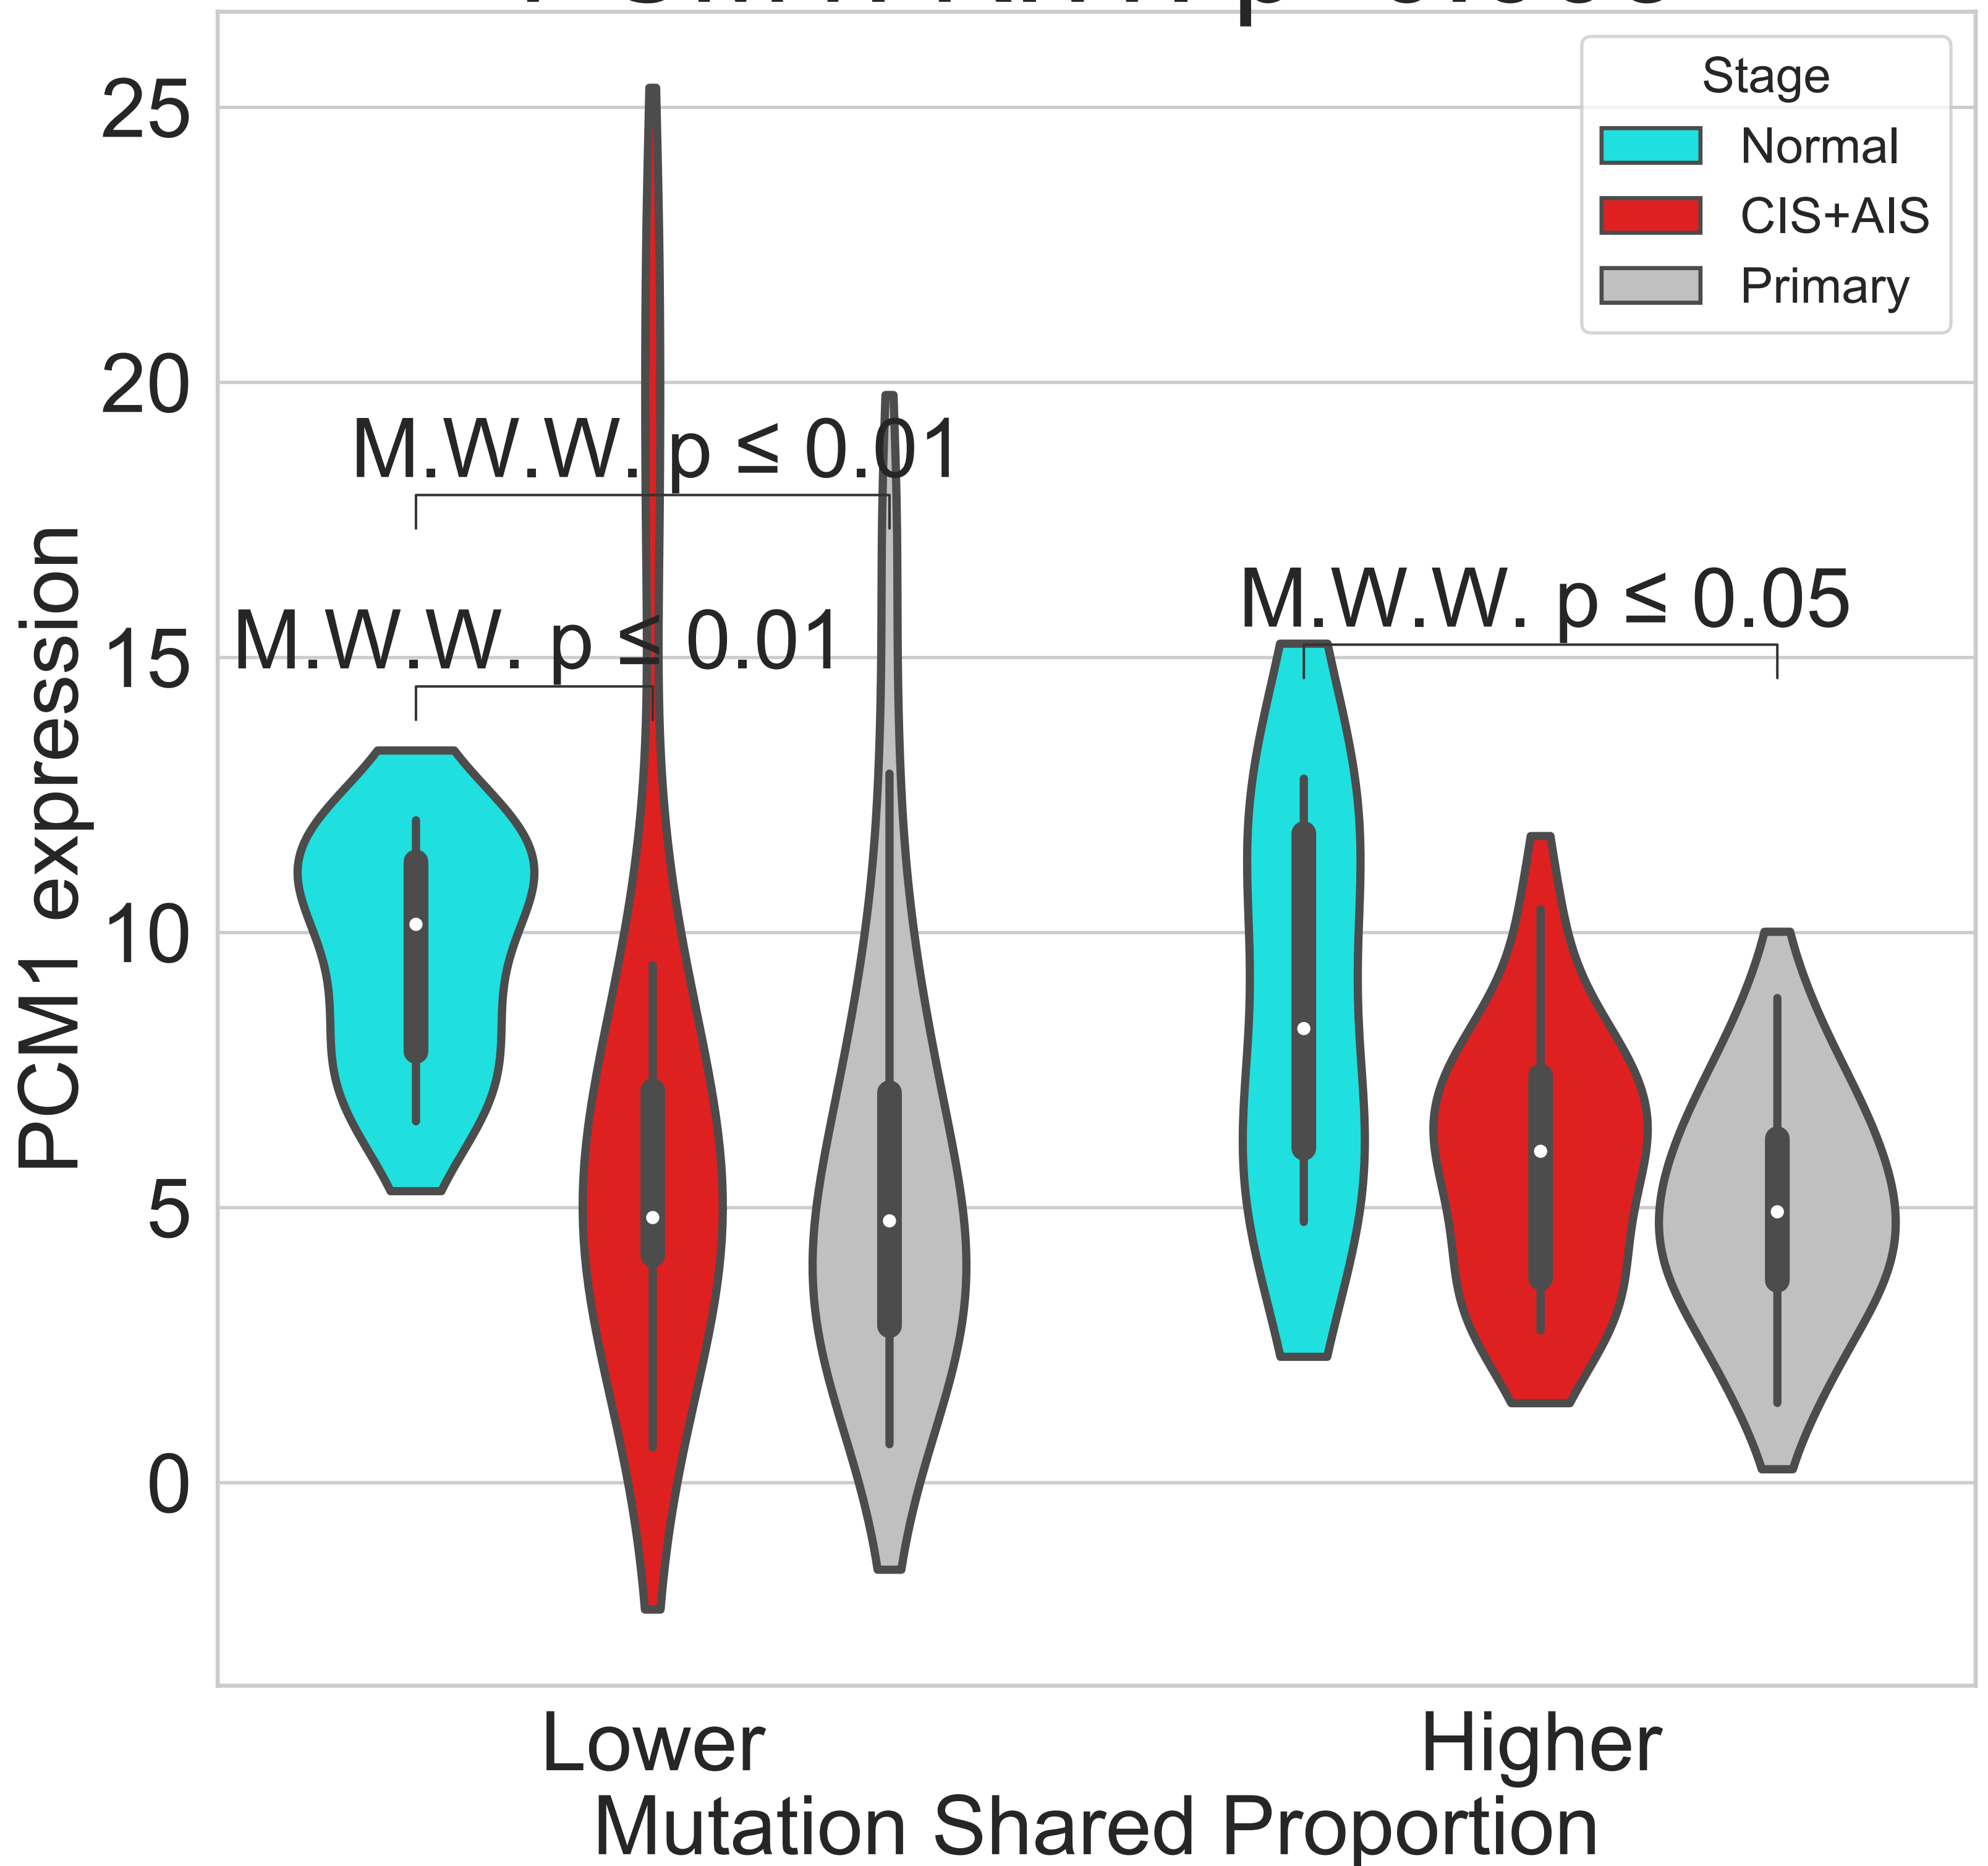 25
20
15
10
5
0
PCM1 expression
Stage
Normal
CIS+AIS
Primary
M.W.W. p ≤ 0.01
M.W.W. p ≤ 0.01
M.W.W. p ≤ 0.05
Lower
Higher
Mutation Shared Proportion